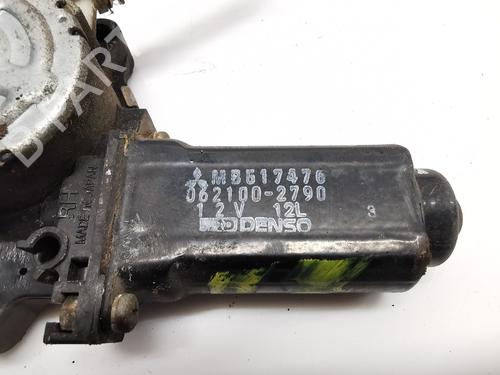 MB517476
062100-2790
12V 12L
DENSO
3
RH
MADE IN JAPAN
B-PARTS